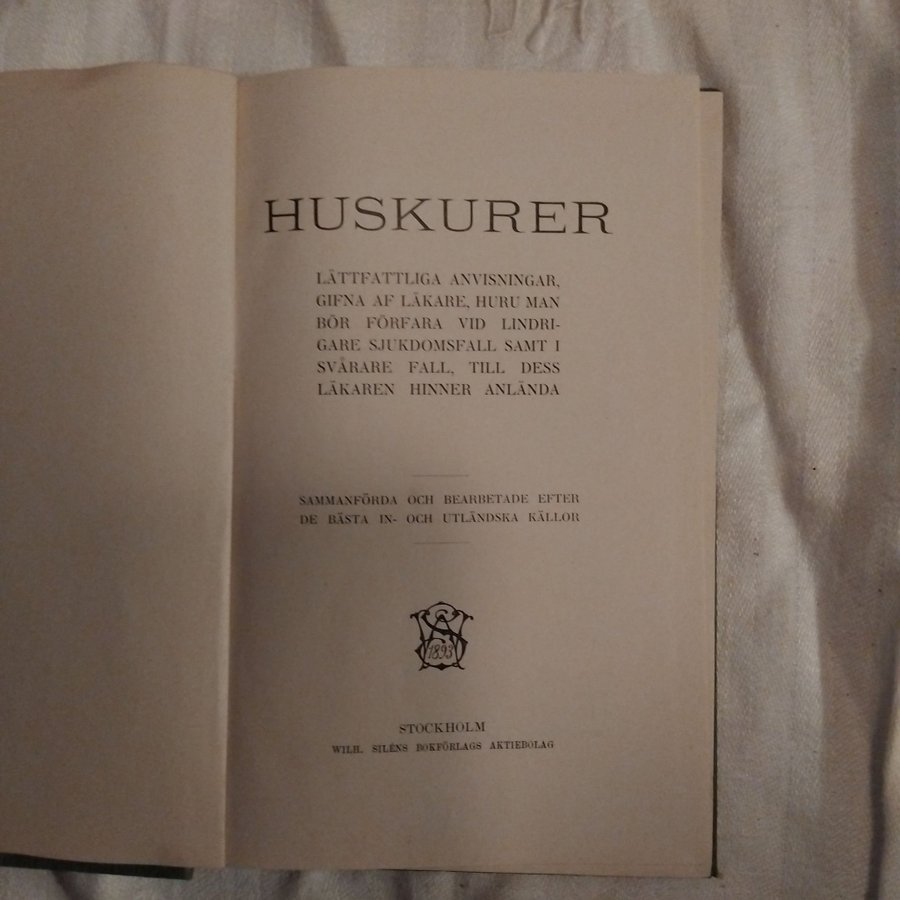 HUSKURER
LÄTTFATTLIGA ANVISNINGAR,
GIFNA AF LÄKARE, HURU MAN
BÖR FÖRFARA VID LINDRI-
GARE SJUKDOMSFALL SAMT I
SVÅRARE FALL, TILL DESS
LÄKAREN HINNER ANLÄNDA
SAMMANFÖRDA OCH BEARBETADE EFTER
DE BÄSTA IN- OCH UTLÄNDSKA KÄLLOR
1893
STOCKHOLM
WILH. SILÉNS BOKFÖRLAGS AKTIEBOLAG